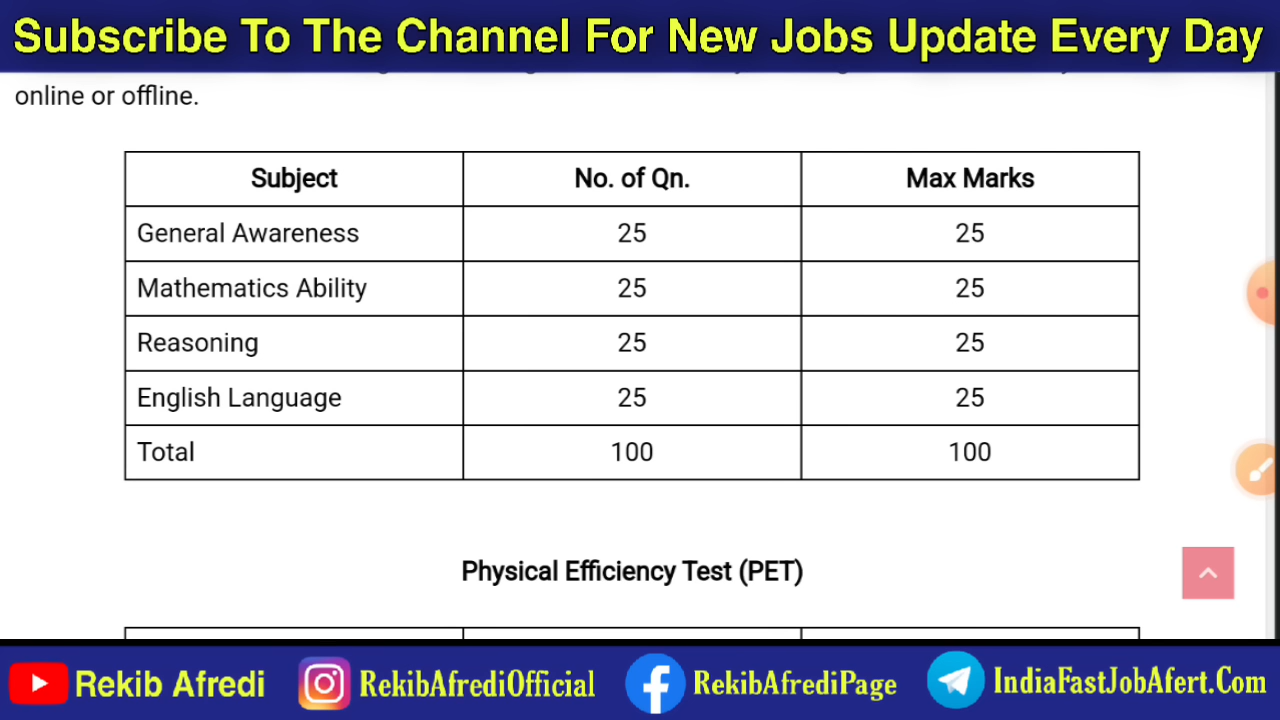 Subscribe To The Channel For New Jobs Update Every Day
online or offline.
Subject No. of Qn. Max Marks
General Awareness 25 25
Mathematics Ability 25 25
Reasoning 25 25
English Language 25 25
Total 100 100
Physical Efficiency Test (PET)
Rekib Afredi RekibAfrediOfficial RekibAfrediPage IndiaFastJobAfert.Com